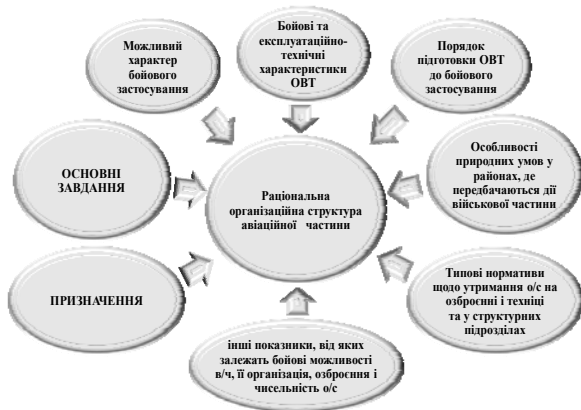 Можливий
характер
бойового
застосування
Бойові та
експлуатаційно-
технічні
характеристики
ОВТ
Порядок
підготовки ОВТ
до бойового
застосування
ОСНОВНІ
ЗАВДАННЯ
Раціональна
організаційна структура
авіаційної частини
Особливості
природних умов у
районах, де
передбачаються дії
військової частини
ПРИЗНАЧЕННЯ
Типові нормативи
щодо утримання о/с на
озброєнні і техніці
та у структурних
підрозділах
інші показники, від яких
залежать бойові можливості
в/ч, її організація, озброєння і
чисельність о/с